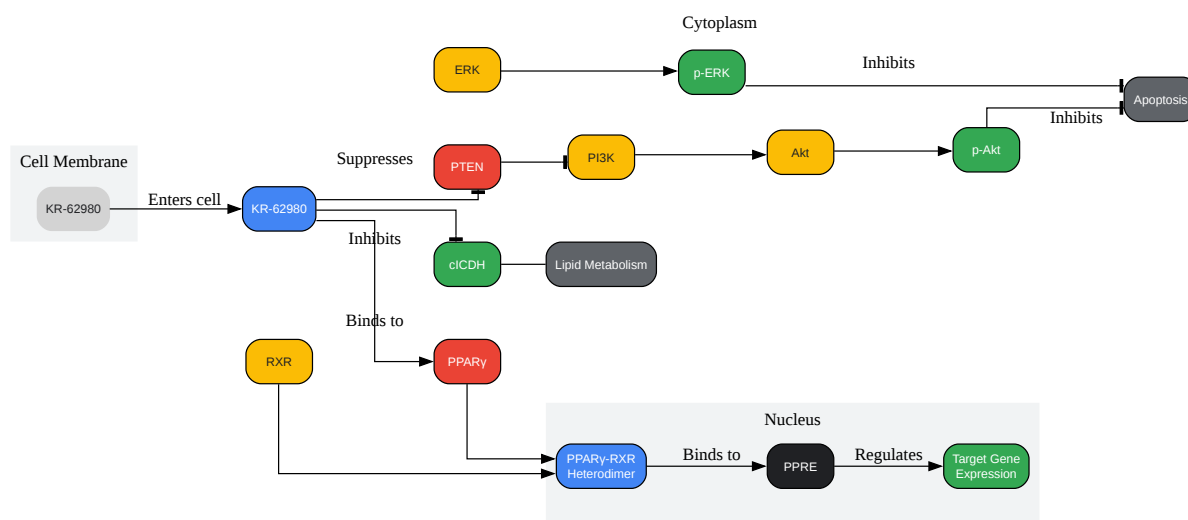 Cytoplasm
ERK
p-ERK
Inhibits
Apoptosis
Inhibits
Cell Membrane
KR-62980
Enters cell
KR-62980
Suppresses
PTEN
PI3K
Akt
p-Akt
Inhibits
cICDH
Lipid Metabolism
Binds to
RXR
PPARγ
Nucleus
PPARγ-RXR
Heterodimer
Binds to
PPRE
Regulates
Target Gene
Expression